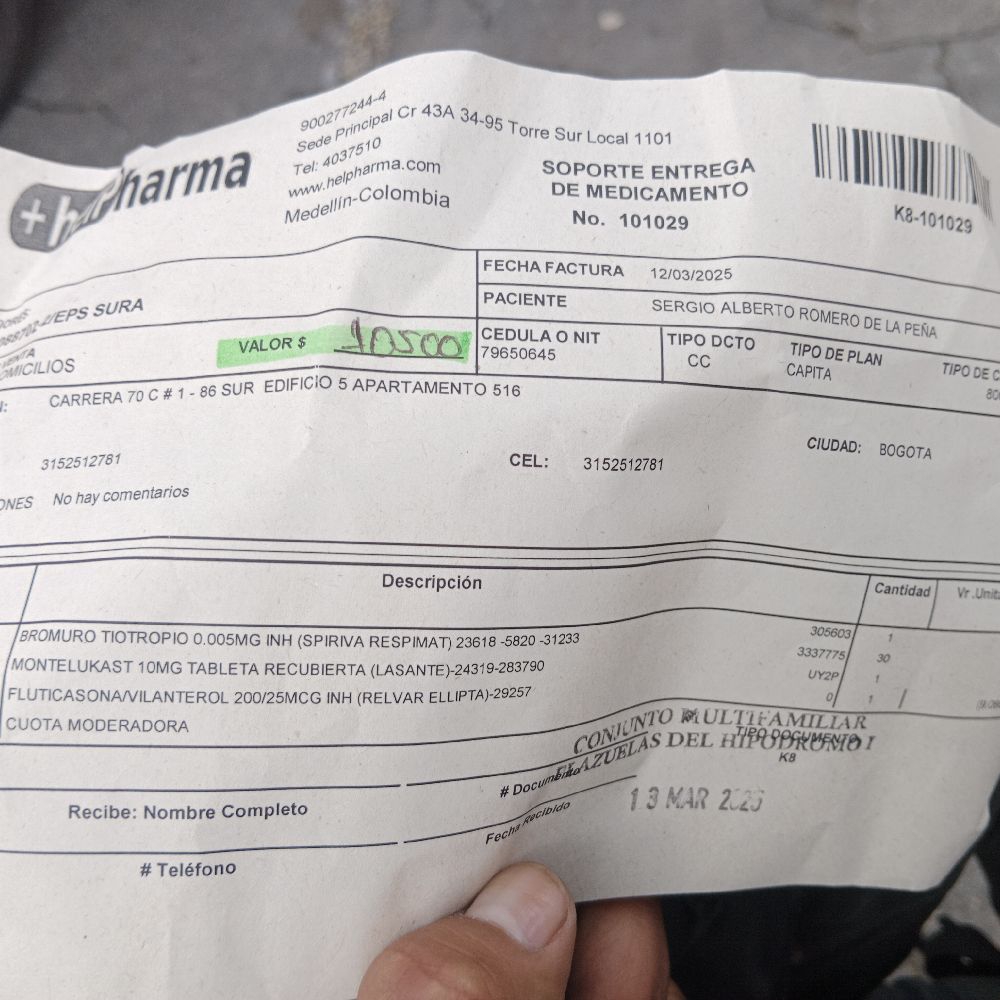 helPharma
900277244-4
Sede Principal Cr 43A 34-95 Torre Sur Local 1101
Tel: 4037510
www.helpharma.com
Medellín-Colombia
SOPORTE ENTREGA
DE MEDICAMENTO
No. 101029
K8-101029
FECHA FACTURA 12/03/2025
PACIENTE SERGIO ALBERTO ROMERO DE LA PEÑA
/EPS SURA
VALOR $ 10500
CEDULA O NIT
79650645
TIPO DCTO
CC
TIPO DE PLAN
CAPITA
TIPO DE C
OMICILIOS
CARRERA 70 C # 1 - 86 SUR EDIFICIO 5 APARTAMENTO 516
3152512781
CEL: 3152512781
CIUDAD: BOGOTA
ONES No hay comentarios
Descripción Cantidad Vr .Unita
BROMURO TIOTROPIO 0.005MG INH (SPIRIVA RESPIMAT) 23618 -5820 -31233 305603 1
MONTELUKAST 10MG TABLETA RECUBIERTA (LASANTE)-24319-283790 3337775 30
FLUTICASONA/VILANTEROL 200/25MCG INH (RELVAR ELLIPTA)-29257 UY2P 1
CUOTA MODERADORA 0 1
CONJUNTO MULTIFAMILIAR
PLAZUELAS DEL HIPODROMO I
TIPO DOCUMENTO
K8
13 MAR 2025
Recibe: Nombre Completo
# Documento
Fecha Recibido
# Teléfono